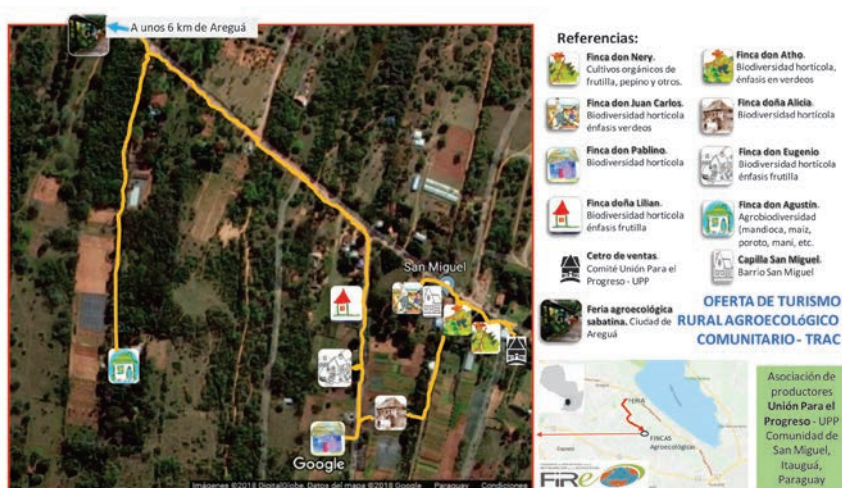 A unos 6 km de Areguá
San Miguel
Google
Imágenes ©2018 DigitalGlobe, Datos del mapa ©2018 Google Paraguay Condiciones
Referencias:
Finca don Nery.
Cultivos orgánicos de
frutilla, pepino y otros.
Finca don Atho.
Biodiversidad hortícola,
énfasis en verdeos
Finca don Juan Carlos.
Biodiversidad hortícola
énfasis verdeos
Finca doña Alicia.
Biodiversidad hortícola
Finca don Pablino.
Biodiversidad hortícola
Finca don Eugenio
Biodiversidad hortícola
énfasis frutilla
Finca doña Lilian.
Biodiversidad hortícola
énfasis frutilla
Finca don Agustín.
Agrobiodiversidad
(mandioca, maíz,
poroto, maní, etc.
Cetro de ventas.
Comité Unión Para el
Progreso - UPP
Capilla San Miguel.
Barrio San Miguel
Feria agroecológica
sabatina. Ciudad de
Areguá
OFERTA DE TURISMO
RURAL AGROECOLóGICO
COMUNITARIO - TRAC
FERIA
FINCAS
Agroecológicas
FiRe
Asociación de
productores
Unión Para el
Progreso - UPP
Comunidad de
San Miguel,
Itauguá,
Paraguay